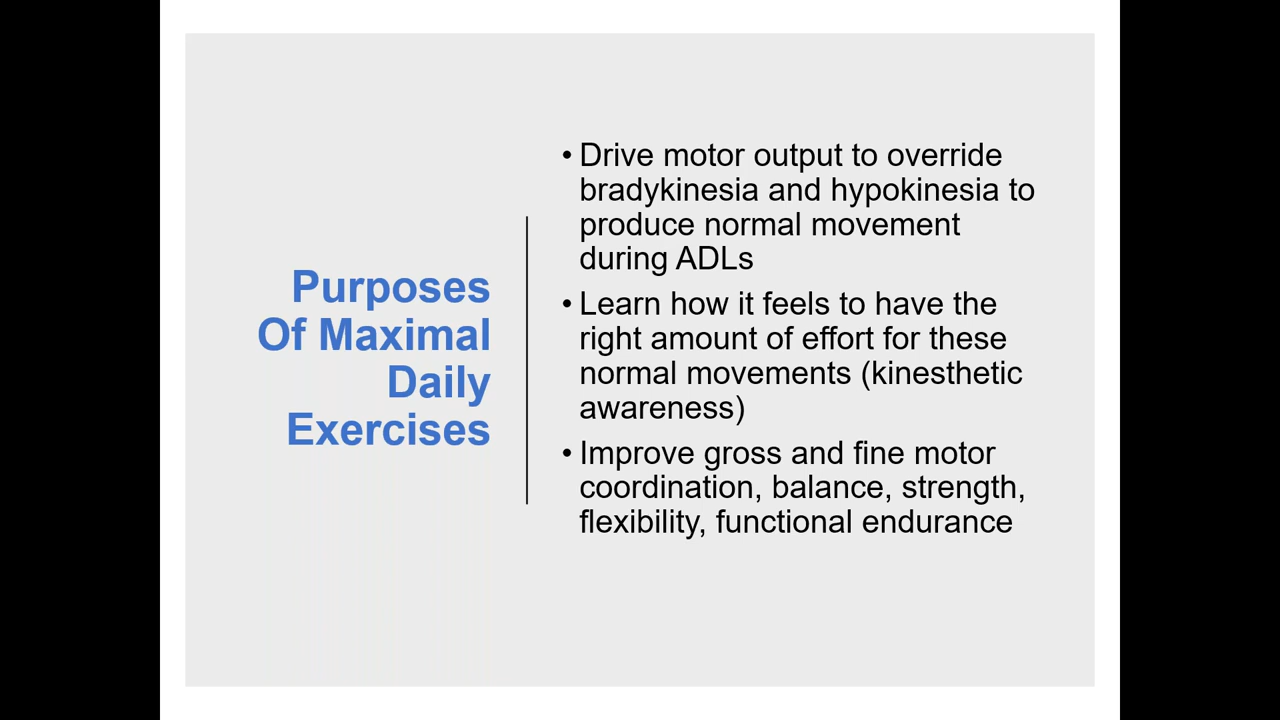 Purposes
Of Maximal
Daily
Exercises
• Drive motor output to override
bradykinesia and hypokinesia to
produce normal movement
during ADLs
• Learn how it feels to have the
right amount of effort for these
normal movements (kinesthetic
awareness)
• Improve gross and fine motor
coordination, balance, strength,
flexibility, functional endurance